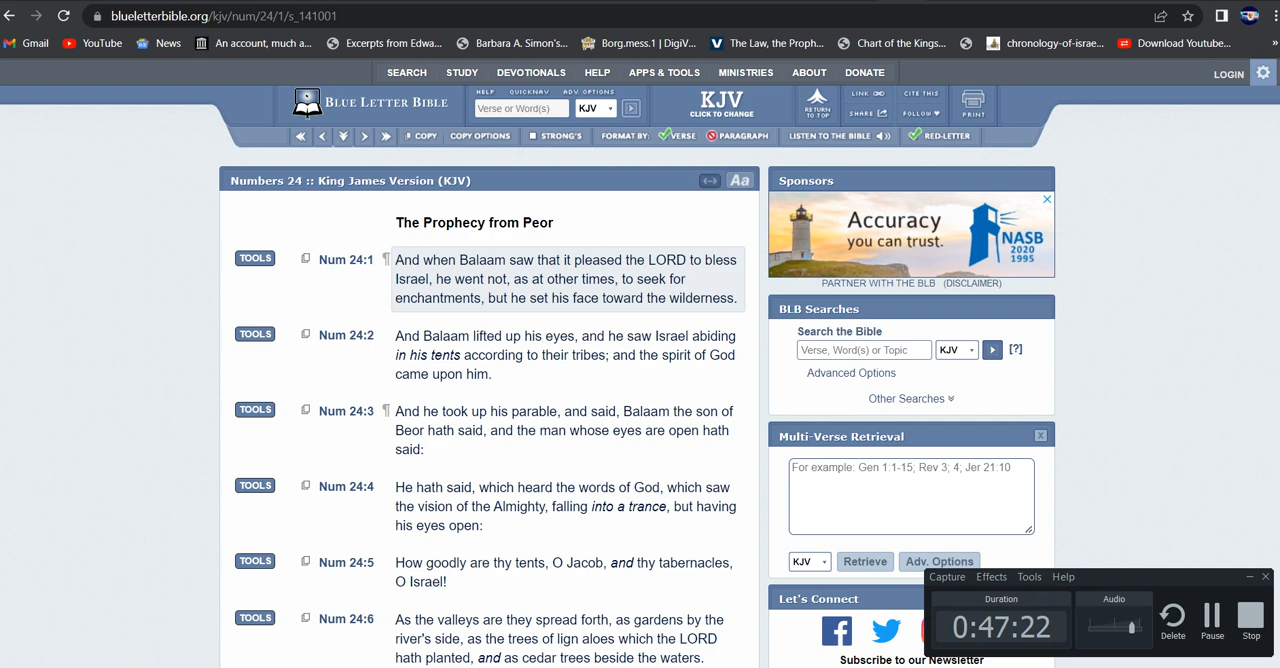 blueletterbible.org/kjv/num/24/1/s_141001
Gmail YouTube News An account, much a... Excerpts from Edwa... Barbara A. Simon's... Borg.mess.1 | DigiV... The Law, the Proph... Chart of the Kings... chronology-of-israe... Download Youtube... »
SEARCH STUDY DEVOTIONALS HELP APPS & TOOLS MINISTRIES ABOUT DONATE LOGIN
BLUE LETTER BIBLE
HELP QUICKNAV ADV. OPTIONS
Verse or Word(s) KJV
KJV
CLICK TO CHANGE
RETURN TO TOP
LINK CITE THIS
SHARE FOLLOW
PRINT
COPY COPY OPTIONS STRONG'S FORMAT BY: VERSE PARAGRAPH LISTEN TO THE BIBLE RED-LETTER
Numbers 24 :: King James Version (KJV) Aa
The Prophecy from Peor
TOOLS Num 24:1 ¶ And when Balaam saw that it pleased the LORD to bless
Israel, he went not, as at other times, to seek for
enchantments, but he set his face toward the wilderness.
TOOLS Num 24:2 And Balaam lifted up his eyes, and he saw Israel abiding
in his tents according to their tribes; and the spirit of God
came upon him.
TOOLS Num 24:3 ¶ And he took up his parable, and said, Balaam the son of
Beor hath said, and the man whose eyes are open hath
said:
TOOLS Num 24:4 He hath said, which heard the words of God, which saw
the vision of the Almighty, falling into a trance, but having
his eyes open:
TOOLS Num 24:5 How goodly are thy tents, O Jacob, and thy tabernacles,
O Israel!
TOOLS Num 24:6 As the valleys are they spread forth, as gardens by the
river's side, as the trees of lign aloes which the LORD
hath planted, and as cedar trees beside the waters.
Sponsors
Accuracy
you can trust.
NASB
2020
1995
PARTNER WITH THE BLB (DISCLAIMER)
BLB Searches
Search the Bible
Verse, Word(s) or Topic KJV [?]
Advanced Options
Other Searches
Multi-Verse Retrieval X
For example: Gen 1:1-15; Rev 3; 4; Jer 21:10
KJV Retrieve Adv. Options
Let's Connect
Subscribe to our Newsletter
Capture Effects Tools Help
Duration Audio
0:47:22
Delete Pause Stop